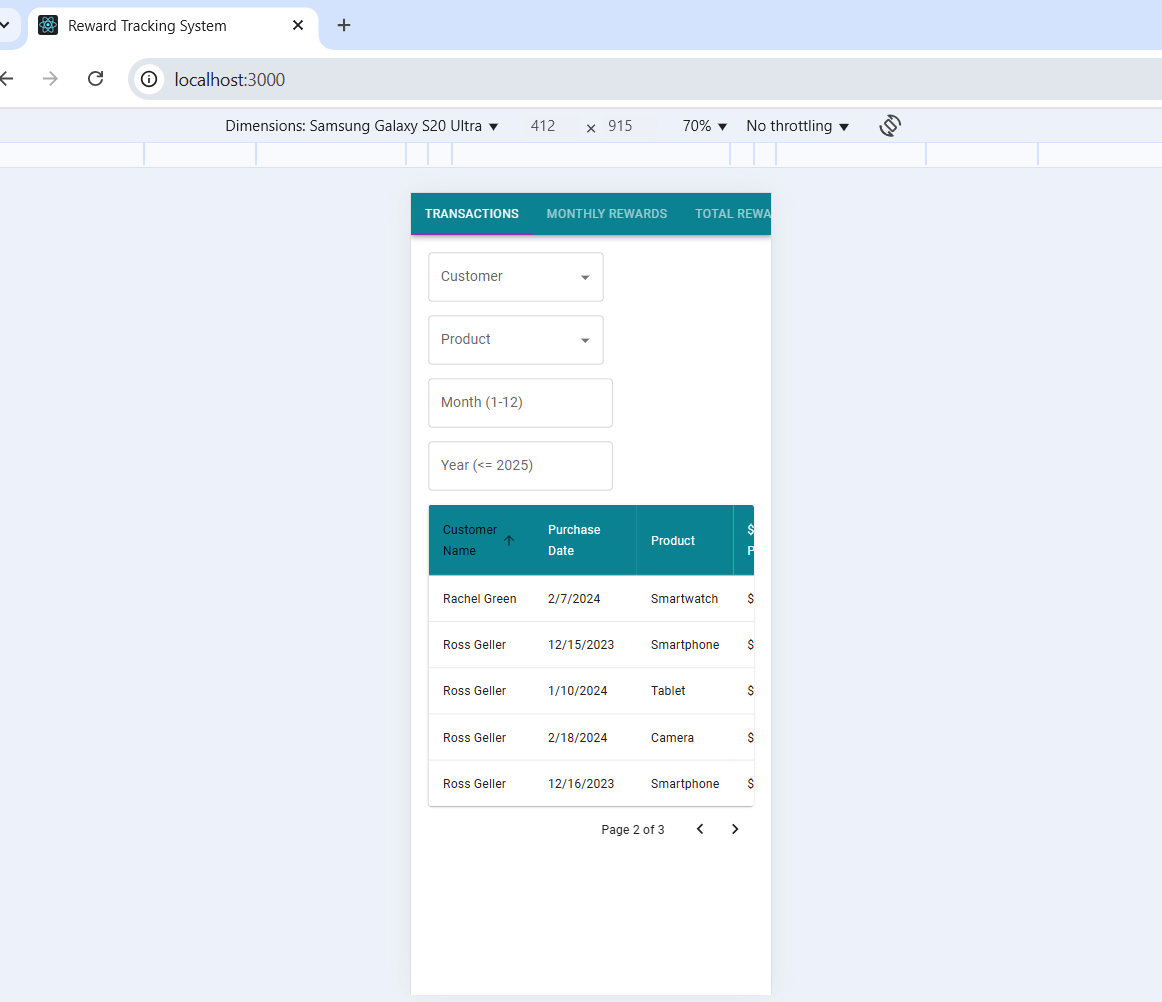 Reward Tracking System
localhost:3000
Dimensions: Samsung Galaxy S20 Ultra 412 × 915 70% No throttling
TRANSACTIONS MONTHLY REWARDS TOTAL REWA
Customer
Product
Month (1-12)
Year (<= 2025)
Customer Name Purchase Date Product $ P
Rachel Green 2/7/2024 Smartwatch $
Ross Geller 12/15/2023 Smartphone $
Ross Geller 1/10/2024 Tablet $
Ross Geller 2/18/2024 Camera $
Ross Geller 12/16/2023 Smartphone $
Page 2 of 3